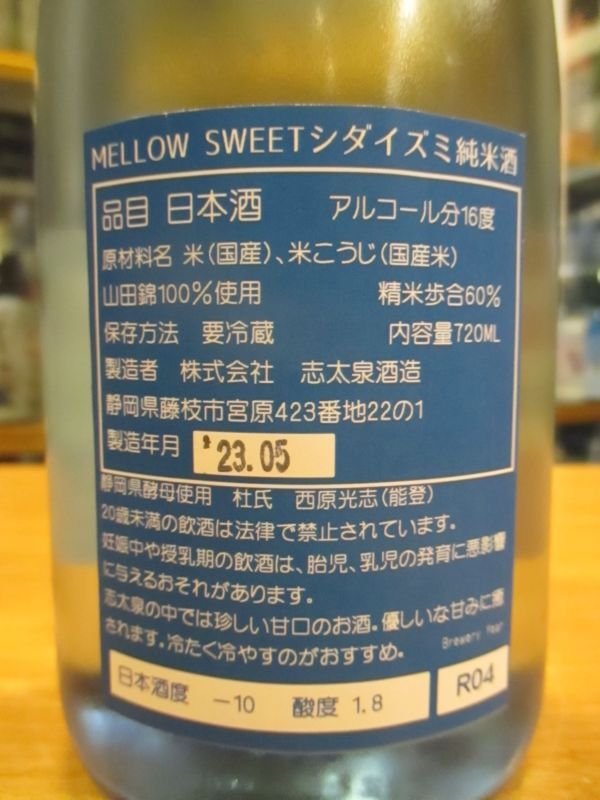 MELLOW SWEETシダイズミ純米酒
品目 日本酒 アルコール分16度
原材料名 米(国産)、米こうじ(国産米)
山田錦100%使用 精米歩合60%
保存方法 要冷蔵 内容量720ML
製造者 株式会社 志太泉酒造
静岡県藤枝市宮原423番地22の1
製造年月 '23.05
静岡県酵母使用 杜氏 西原光志(能登)
20歳未満の飲酒は法律で禁止されています。
妊娠中や授乳期の飲酒は、胎児、乳児の発育に悪影響
に与えるおそれがあります。
志太泉の中では珍しい甘口のお酒。優しいな甘みに癒
されます。冷たく冷やすのがおすすめ。
Brewery Year
日本酒度 -10 酸度 1.8 R04